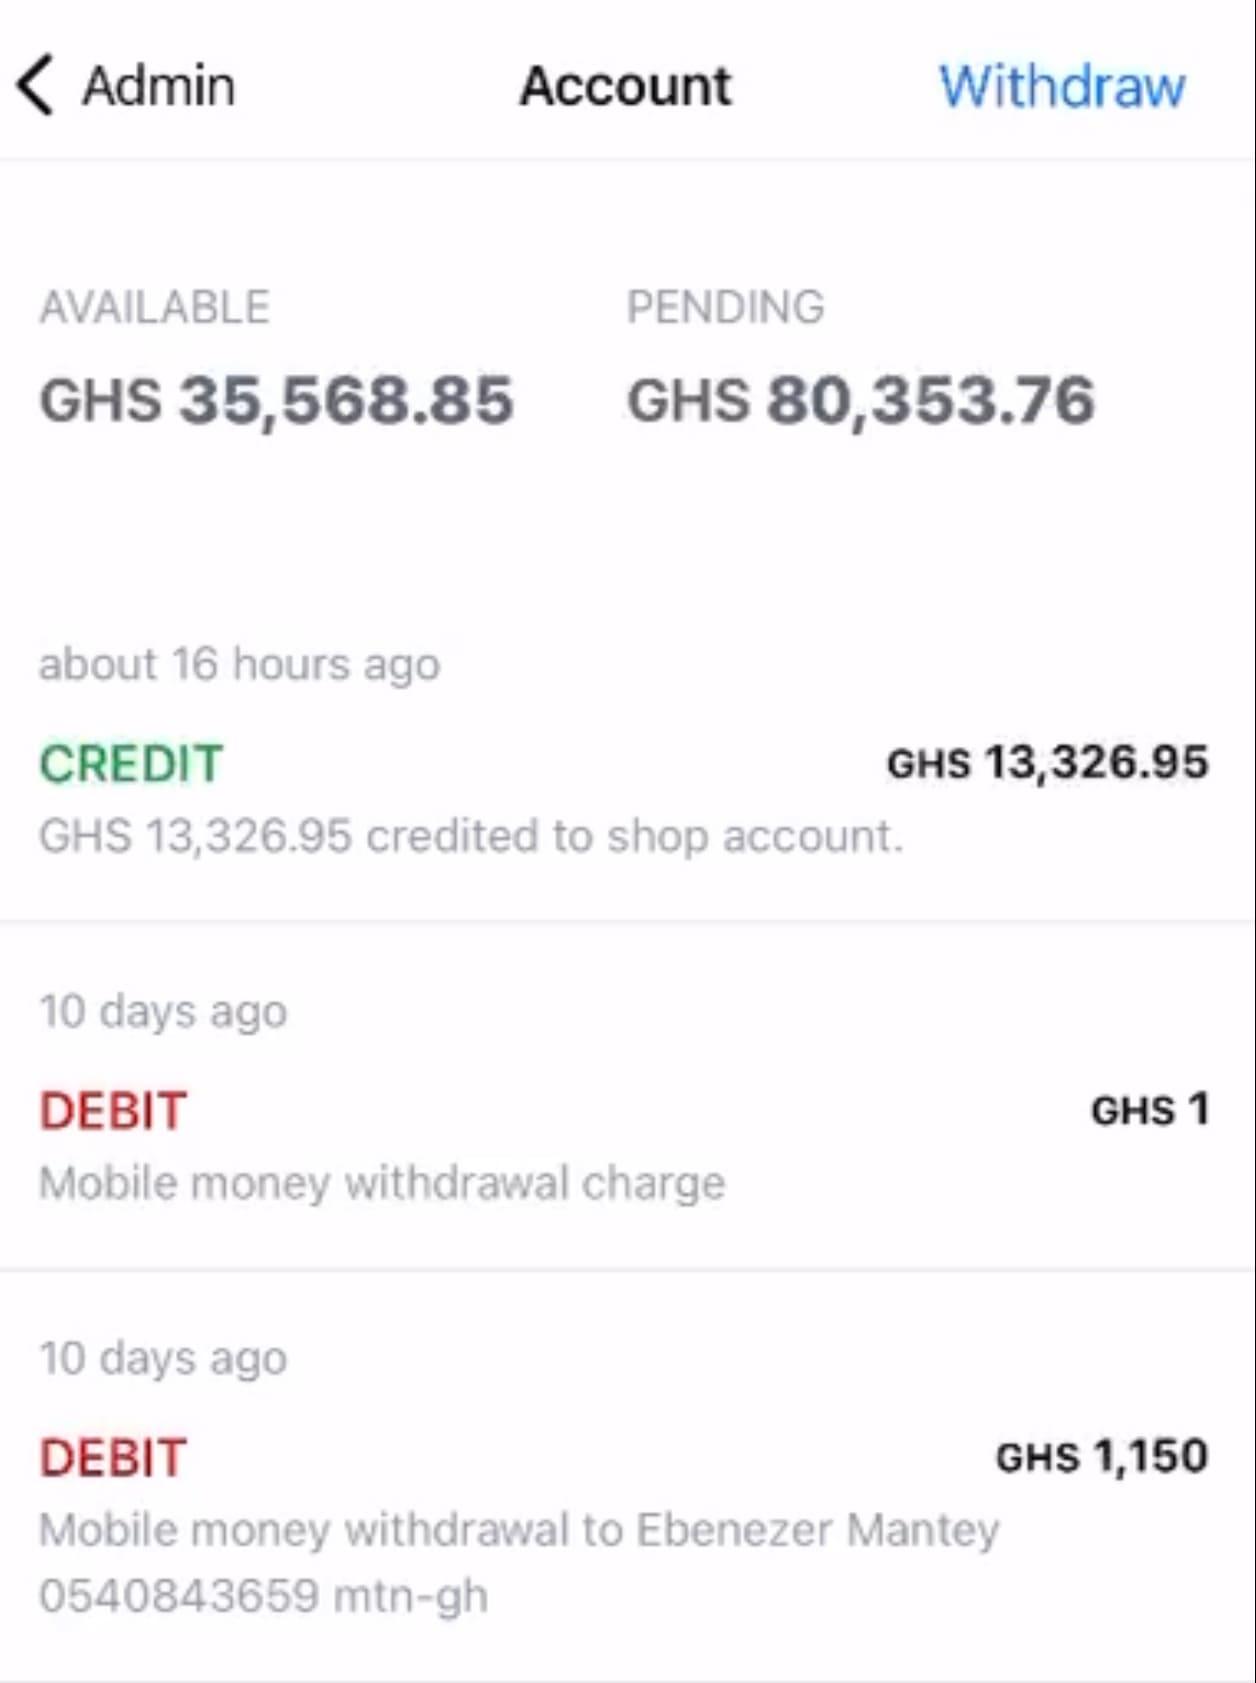 Admin
Account
Withdraw
AVAILABLE
PENDING
GHS 35,568.85
GHS 80,353.76
about 16 hours ago
CREDIT
GHS 13,326.95
GHS 13,326.95 credited to shop account.
10 days ago
DEBIT
GHS 1
Mobile money withdrawal charge
10 days ago
DEBIT
GHS 1,150
Mobile money withdrawal to Ebenezer Mantey
0540843659 mtn-gh